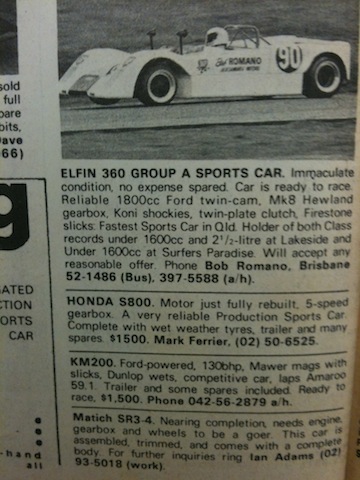 Bob ROMANO
90
ELFIN 360 GROUP A SPORTS CAR. Immaculate
condition, no expense spared. Car is ready to race.
Reliable 1800cc Ford twin-cam, Mk8 Hewland
gearbox, Koni shockies, twin-plate clutch, Firestone
slicks: Fastest Sports Car in Qld. Holder of both Class
records under 1600cc and 2½-litre at Lakeside and
Under 1600cc at Surfers Paradise. Will accept any
reasonable offer. Phone Bob Romano, Brisbane
52-1486 (Bus), 397-5588 (a/h).
HONDA S800. Motor just fully rebuilt, 5-speed
gearbox. A very reliable Production Sports Car.
Complete with wet weather tyres, trailer and many
spares. $1500. Mark Ferrier, (02) 50-6525.
KM200. Ford-powered, 130bhp, Mawer mags with
slicks, Dunlop wets, competitive car, laps Amaroo
59.1. Trailer and some spares included. Ready to
race, $1,500. Phone 042-56-2879 a/h.
Matich SR3-4. Nearing completion, needs engine,
gearbox and wheels to be a goer. This car is
assembled, trimmed, and comes with a complete
body. For further inquiries ring Ian Adams (02)
93-5018 (work).
sold
full
pare
bits,
Dave
66)
g
ATED
CTION
ORTS
CAR
e
e
e
-hand
all